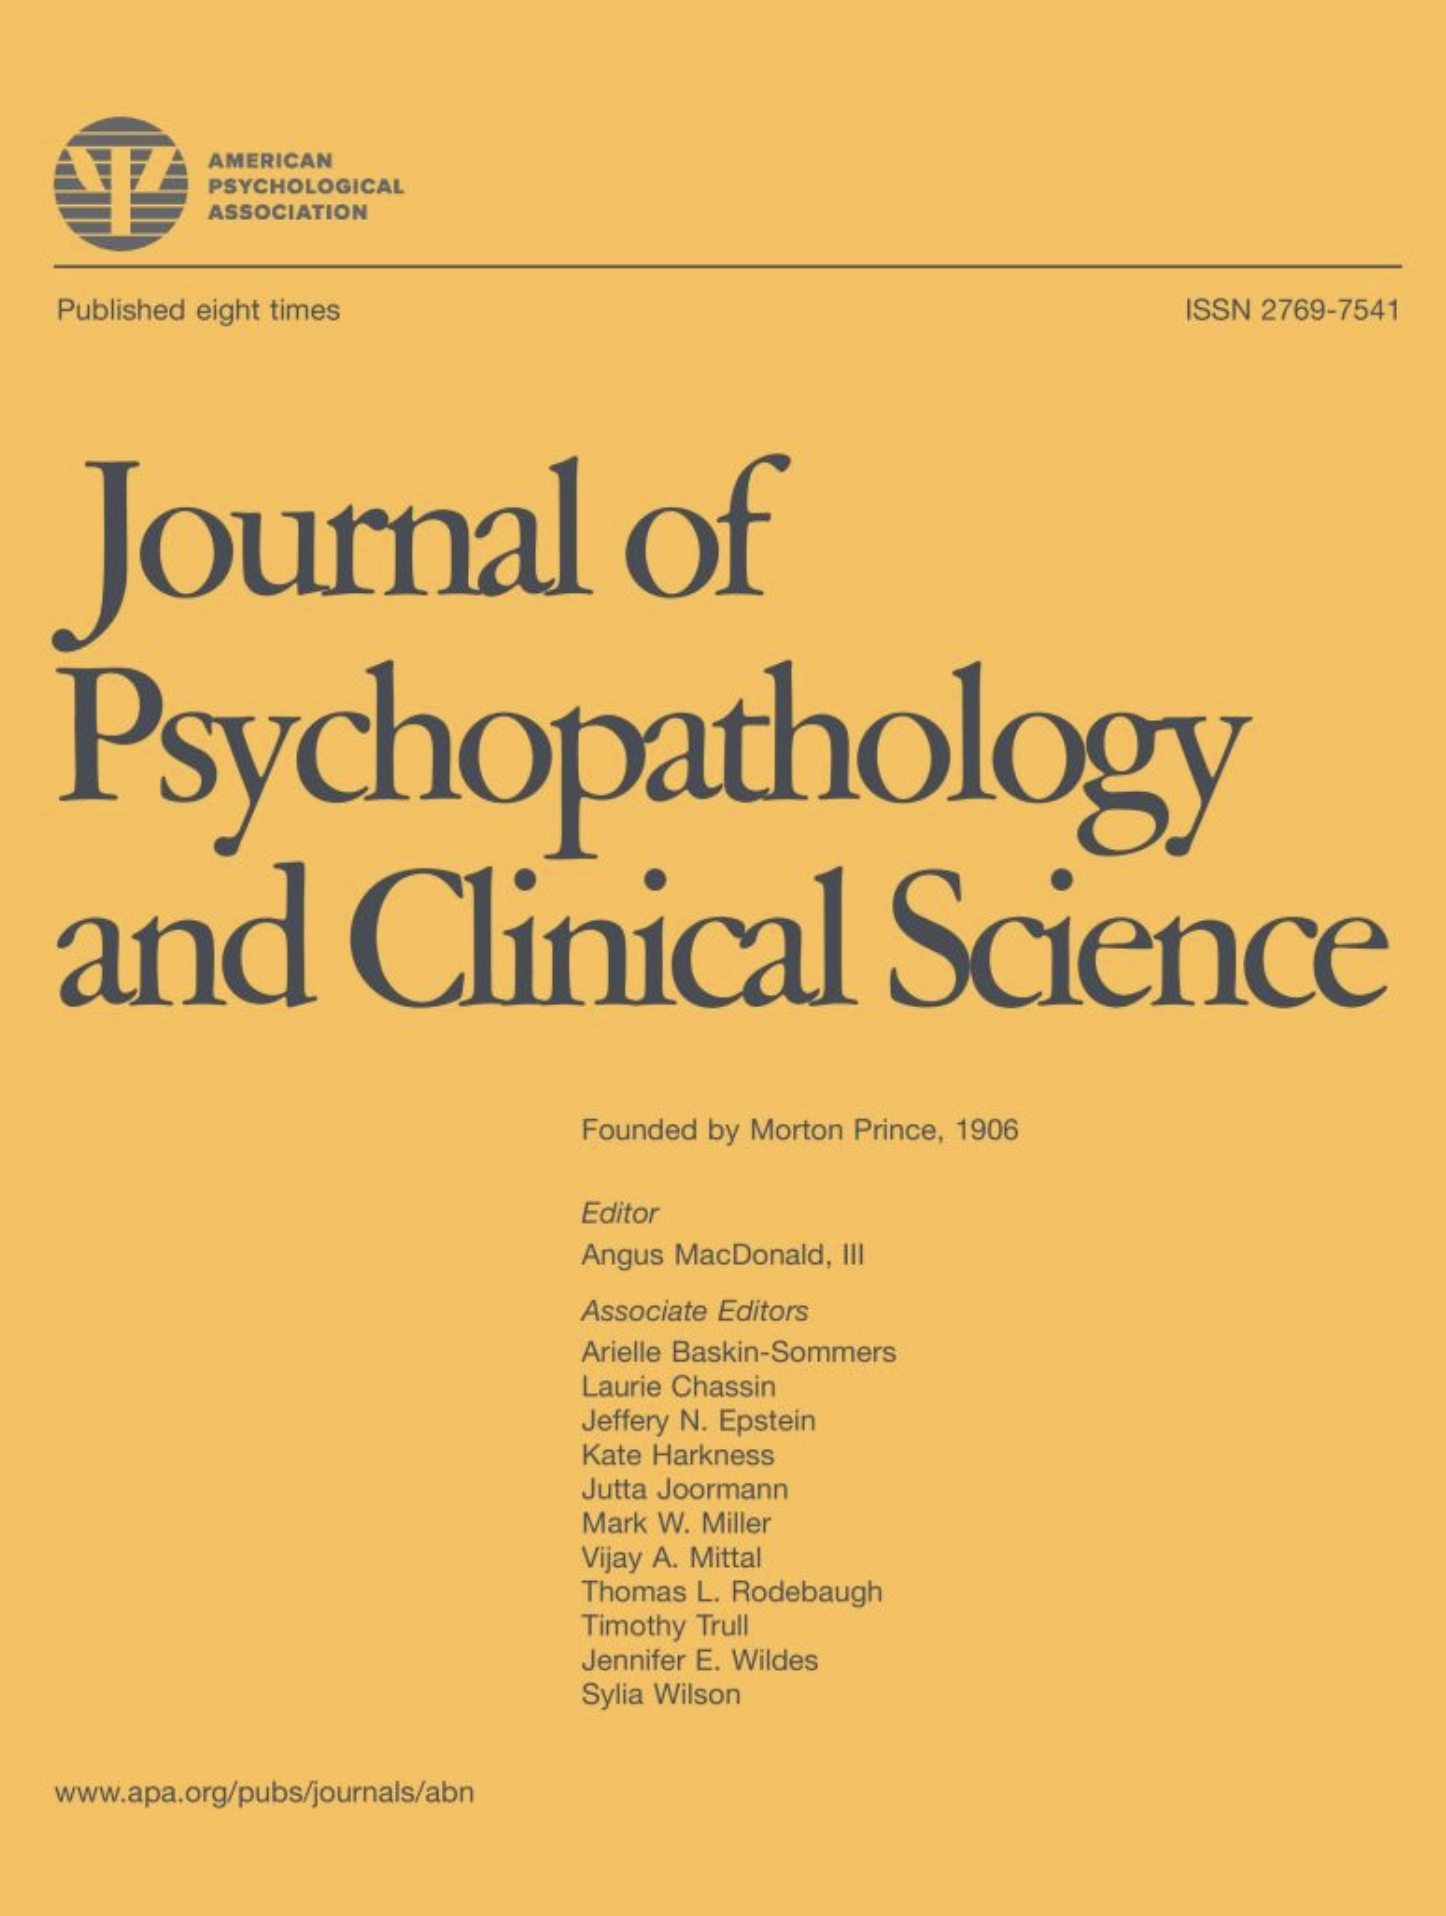 AMERICAN
PSYCHOLOGICAL
ASSOCIATION
Published eight times
ISSN 2769-7541
Journal of
Psychopathology
and Clinical Science
Founded by Morton Prince, 1906
Editor
Angus MacDonald, III
Associate Editors
Arielle Baskin-Sommers
Laurie Chassin
Jeffery N. Epstein
Kate Harkness
Jutta Joormann
Mark W. Miller
Vijay A. Mittal
Thomas L. Rodebaugh
Timothy Trull
Jennifer E. Wildes
Sylia Wilson
www.apa.org/pubs/journals/abn